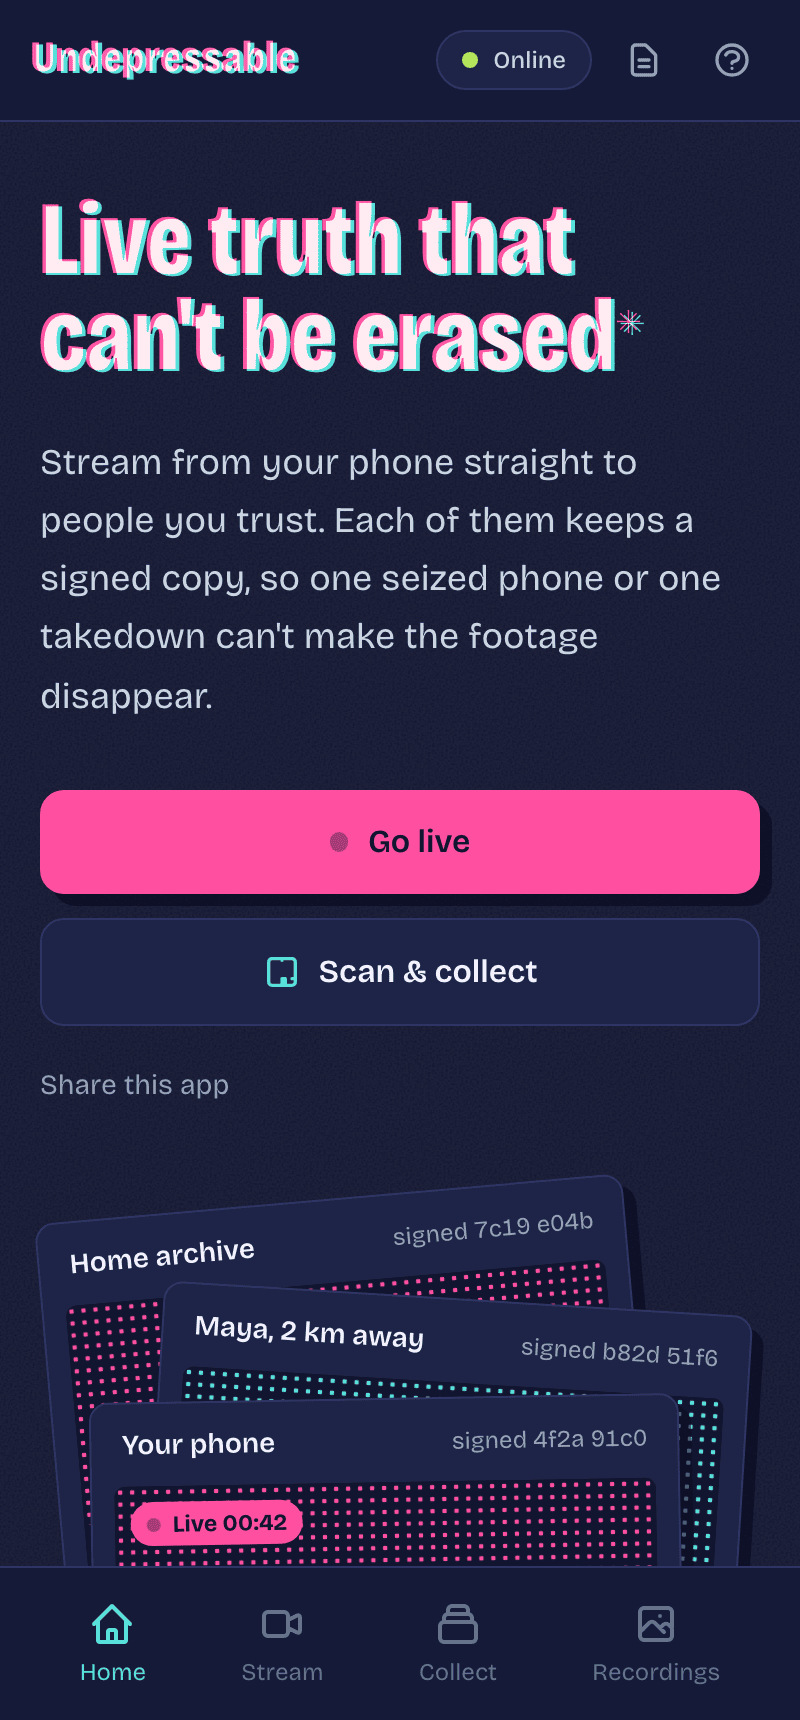 Undepressable
Online
Live truth that
can't be erased*
Stream from your phone straight to
people you trust. Each of them keeps a
signed copy, so one seized phone or one
takedown can't make the footage
disappear.
Go live
Scan & collect
Share this app
Home archive
signed 7c19 e04b
Maya, 2 km away
signed b82d 51f6
Your phone
signed 4f2a 91c0
Live 00:42
Home
Stream
Collect
Recordings